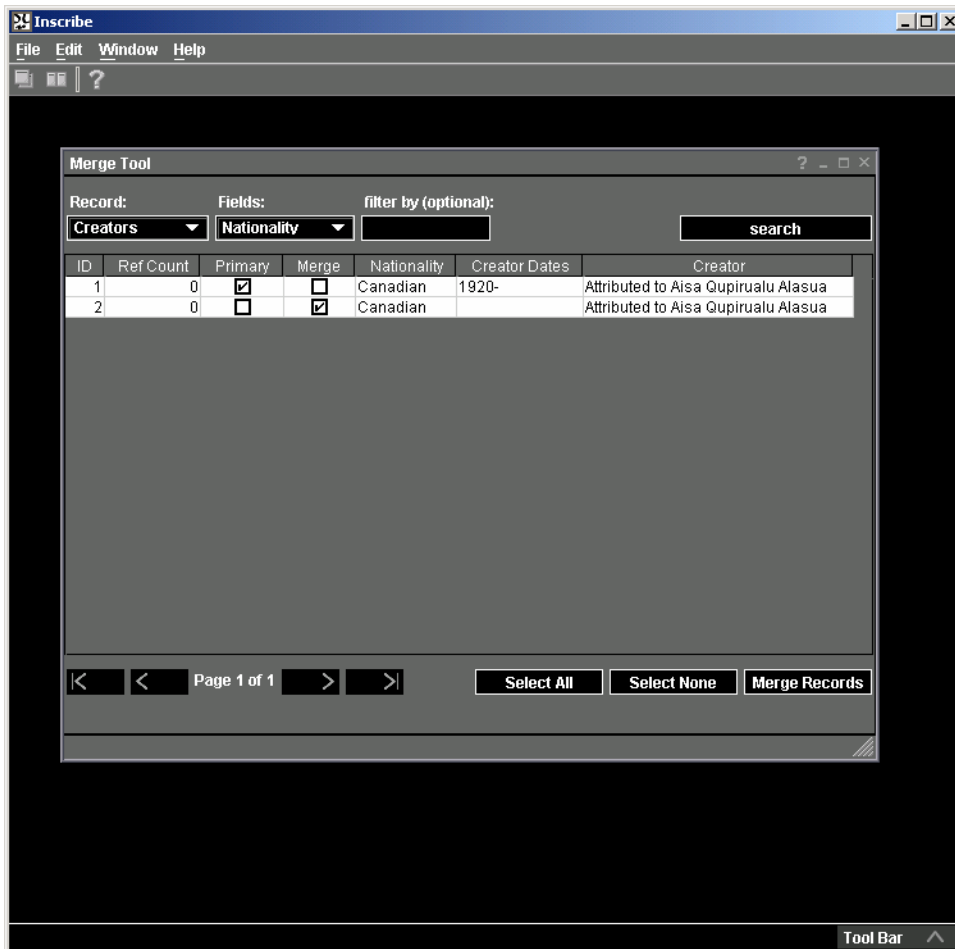 Inscribe
File Edit Window Help
?
Merge Tool
Record: Fields: filter by (optional):
Creators Nationality search
ID Ref Count Primary Merge Nationality Creator Dates Creator
1 0 Canadian 1920- Attributed to Aisa Qupirualu Alasua
2 0 Canadian Attributed to Aisa Qupirualu Alasua
Page 1 of 1 Select All Select None Merge Records
Tool Bar